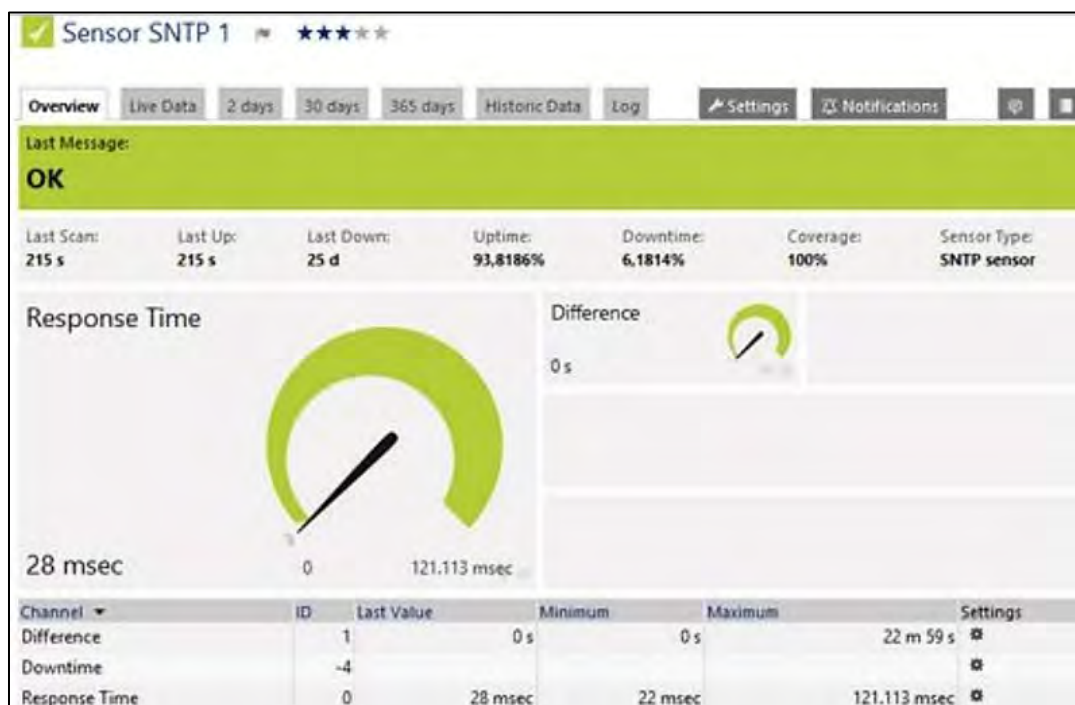 Sensor SNTP 1
Overview Live Data 2 days 30 days 365 days Historic Data Log Settings Notifications
Last Message:
OK
Last Scan: Last Up: Last Down: Uptime: Downtime: Coverage: Sensor Type:
215 s 215 s 25 d 93,8186% 6,1814% 100% SNTP sensor
Response Time
Difference
0 s
28 msec
0 121.113 msec
Channel ID Last Value Minimum Maximum Settings
Difference 1 0 s 0 s 22 m 59 s
Downtime -4
Response Time 0 28 msec 22 msec 121.113 msec